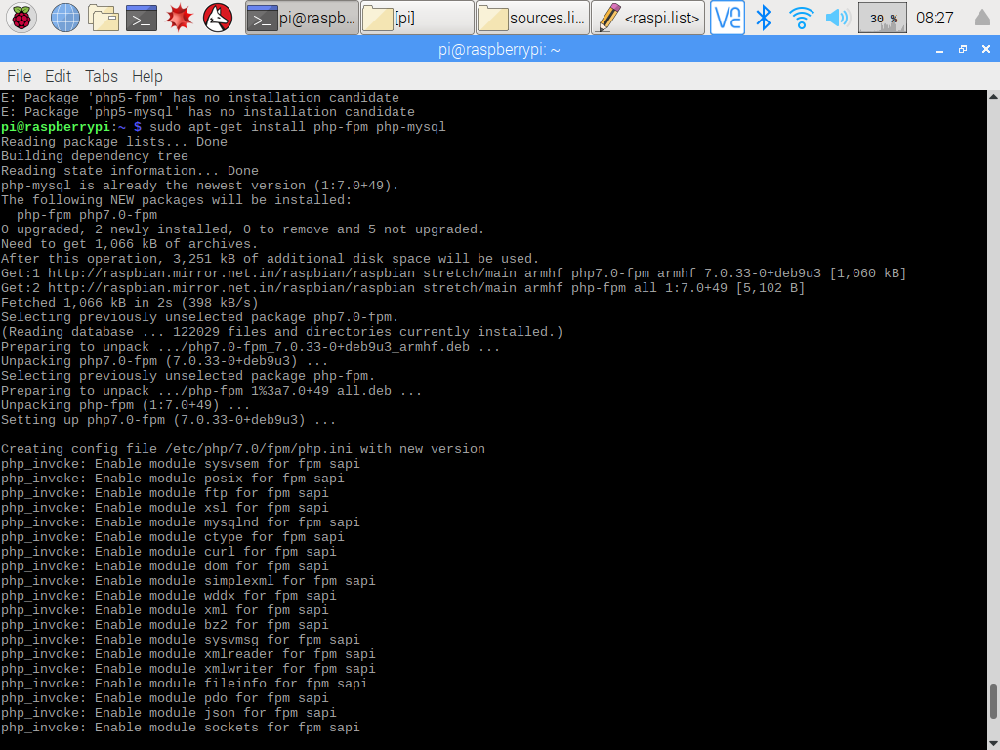 pi@raspb...
[pi]
sources.li...
<raspi.list>
V2
30 %
08:27
pi@raspberrypi: ~
File Edit Tabs Help
E: Package 'php5-fpm' has no installation candidate
E: Package 'php5-mysql' has no installation candidate
pi@raspberrypi:~ $ sudo apt-get install php-fpm php-mysql
Reading package lists... Done
Building dependency tree
Reading state information... Done
php-mysql is already the newest version (1:7.0+49).
The following NEW packages will be installed:
  php-fpm php7.0-fpm
0 upgraded, 2 newly installed, 0 to remove and 5 not upgraded.
Need to get 1,066 kB of archives.
After this operation, 3,251 kB of additional disk space will be used.
Get:1 http://raspbian.mirror.net.in/raspbian/raspbian stretch/main armhf php7.0-fpm armhf 7.0.33-0+deb9u3 [1,060 kB]
Get:2 http://raspbian.mirror.net.in/raspbian/raspbian stretch/main armhf php-fpm all 1:7.0+49 [5,102 B]
Fetched 1,066 kB in 2s (398 kB/s)
Selecting previously unselected package php7.0-fpm.
(Reading database ... 122029 files and directories currently installed.)
Preparing to unpack .../php7.0-fpm_7.0.33-0+deb9u3_armhf.deb ...
Unpacking php7.0-fpm (7.0.33-0+deb9u3) ...
Selecting previously unselected package php-fpm.
Preparing to unpack .../php-fpm_1%3a7.0+49_all.deb ...
Unpacking php-fpm (1:7.0+49) ...
Setting up php7.0-fpm (7.0.33-0+deb9u3) ...

Creating config file /etc/php/7.0/fpm/php.ini with new version
php_invoke: Enable module sysvsem for fpm sapi
php_invoke: Enable module posix for fpm sapi
php_invoke: Enable module ftp for fpm sapi
php_invoke: Enable module xsl for fpm sapi
php_invoke: Enable module mysqlnd for fpm sapi
php_invoke: Enable module ctype for fpm sapi
php_invoke: Enable module curl for fpm sapi
php_invoke: Enable module dom for fpm sapi
php_invoke: Enable module simplexml for fpm sapi
php_invoke: Enable module wddx for fpm sapi
php_invoke: Enable module xml for fpm sapi
php_invoke: Enable module bz2 for fpm sapi
php_invoke: Enable module sysvmsg for fpm sapi
php_invoke: Enable module xmlreader for fpm sapi
php_invoke: Enable module xmlwriter for fpm sapi
php_invoke: Enable module fileinfo for fpm sapi
php_invoke: Enable module pdo for fpm sapi
php_invoke: Enable module json for fpm sapi
php_invoke: Enable module sockets for fpm sapi